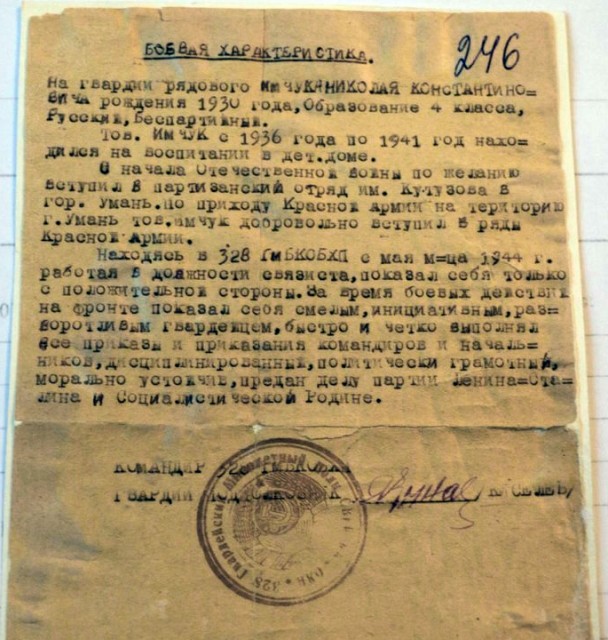 БОЕВАЯ ХАРАКТЕРИСТИКА.
246
На гвардии рядового ИМЧУКА НИКОЛАЯ КОНСТАНТИНО=
ВИЧА рождения 1930 года, Образование 4 класса,
Русский, Беспартийный.
Тов. ИМЧУК с 1936 года по 1941 год нахо-
дился на воспитании в дет.доме.
С начала Отечественной войны по желанию
вступил в партизанский отряд им. Кутузова в
гор. Умань. По приходу Красной Армии на територию
г. Умань тов. имчук добровольно вступил в ряды
Красной Армии.
Находясь в 328 с мая м=ца 1944 г.
работая в должности связиста, показал себя только
с положительной стороны. За время боевых действий
на фронте показал себя смелым, инициативным, раз=
воротливым гвардейцем, быстро и четко выполнял
все приказы и приказания командиров и началь=
ников, дисциплинированный, политически грамотный,
морально устойчив, предан делу партии Ленина=Ста=
лина и Социалистической Родине.
КОМАНДИР 328
ГВАРДИИ ПОДПОЛКОВНИК /КИСЕЛЕВ/
328 Гвардейский